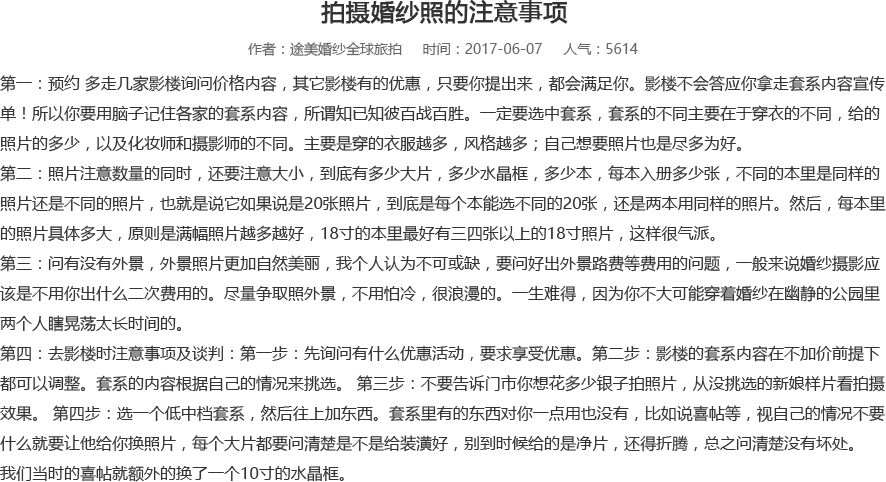 拍摄婚纱照的注意事项
作者：途美婚纱全球旅拍 时间：2017-06-07 人气：5614
第一：预约 多走几家影楼询问价格内容，其它影楼有的优惠，只要你提出来，都会满足你。影楼不会答应你拿走套系内容宣传
单！所以你要用脑子记住各家的套系内容，所谓知已知彼百战百胜。一定要选中套系，套系的不同主要在于穿衣的不同，给的
照片的多少，以及化妆师和摄影师的不同。主要是穿的衣服越多，风格越多；自己想要照片也是尽多为好。
第二：照片注意数量的同时，还要注意大小，到底有多少大片，多少水晶框，多少本，每本入册多少张，不同的本里是同样的
照片还是不同的照片，也就是说它如果说是20张照片，到底是每个本能选不同的20张，还是两本用同样的照片。然后，每本里
的照片具体多大，原则是满幅照片越多越好，18寸的本里最好有三四张以上的18寸照片，这样很气派。
第三：问有没有外景，外景照片更加自然美丽，我个人认为不可或缺，要问好出外景路费等费用的问题，一般来说婚纱摄影应
该是不用你出什么二次费用的。尽量争取照外景，不用怕冷，很浪漫的。一生难得，因为你不大可能穿着婚纱在幽静的公园里
两个人瞎晃荡太长时间的。
第四：去影楼时注意事项及谈判：第一步：先询问有什么优惠活动，要求享受优惠。第二步：影楼的套系内容在不加价前提下
都可以调整。套系的内容根据自己的情况来挑选。 第三步：不要告诉门市你想花多少银子拍照片，从没挑选的新娘样片看拍摄
效果。 第四步：选一个低中档套系，然后往上加东西。套系里有的东西对你一点用也没有，比如说喜帖等，视自己的情况不要
什么就要让他给你换照片，每个大片都要问清楚是不是给装潢好，别到时候给的是净片，还得折腾，总之问清楚没有坏处。
我们当时的喜帖就额外的换了一个10寸的水晶框。